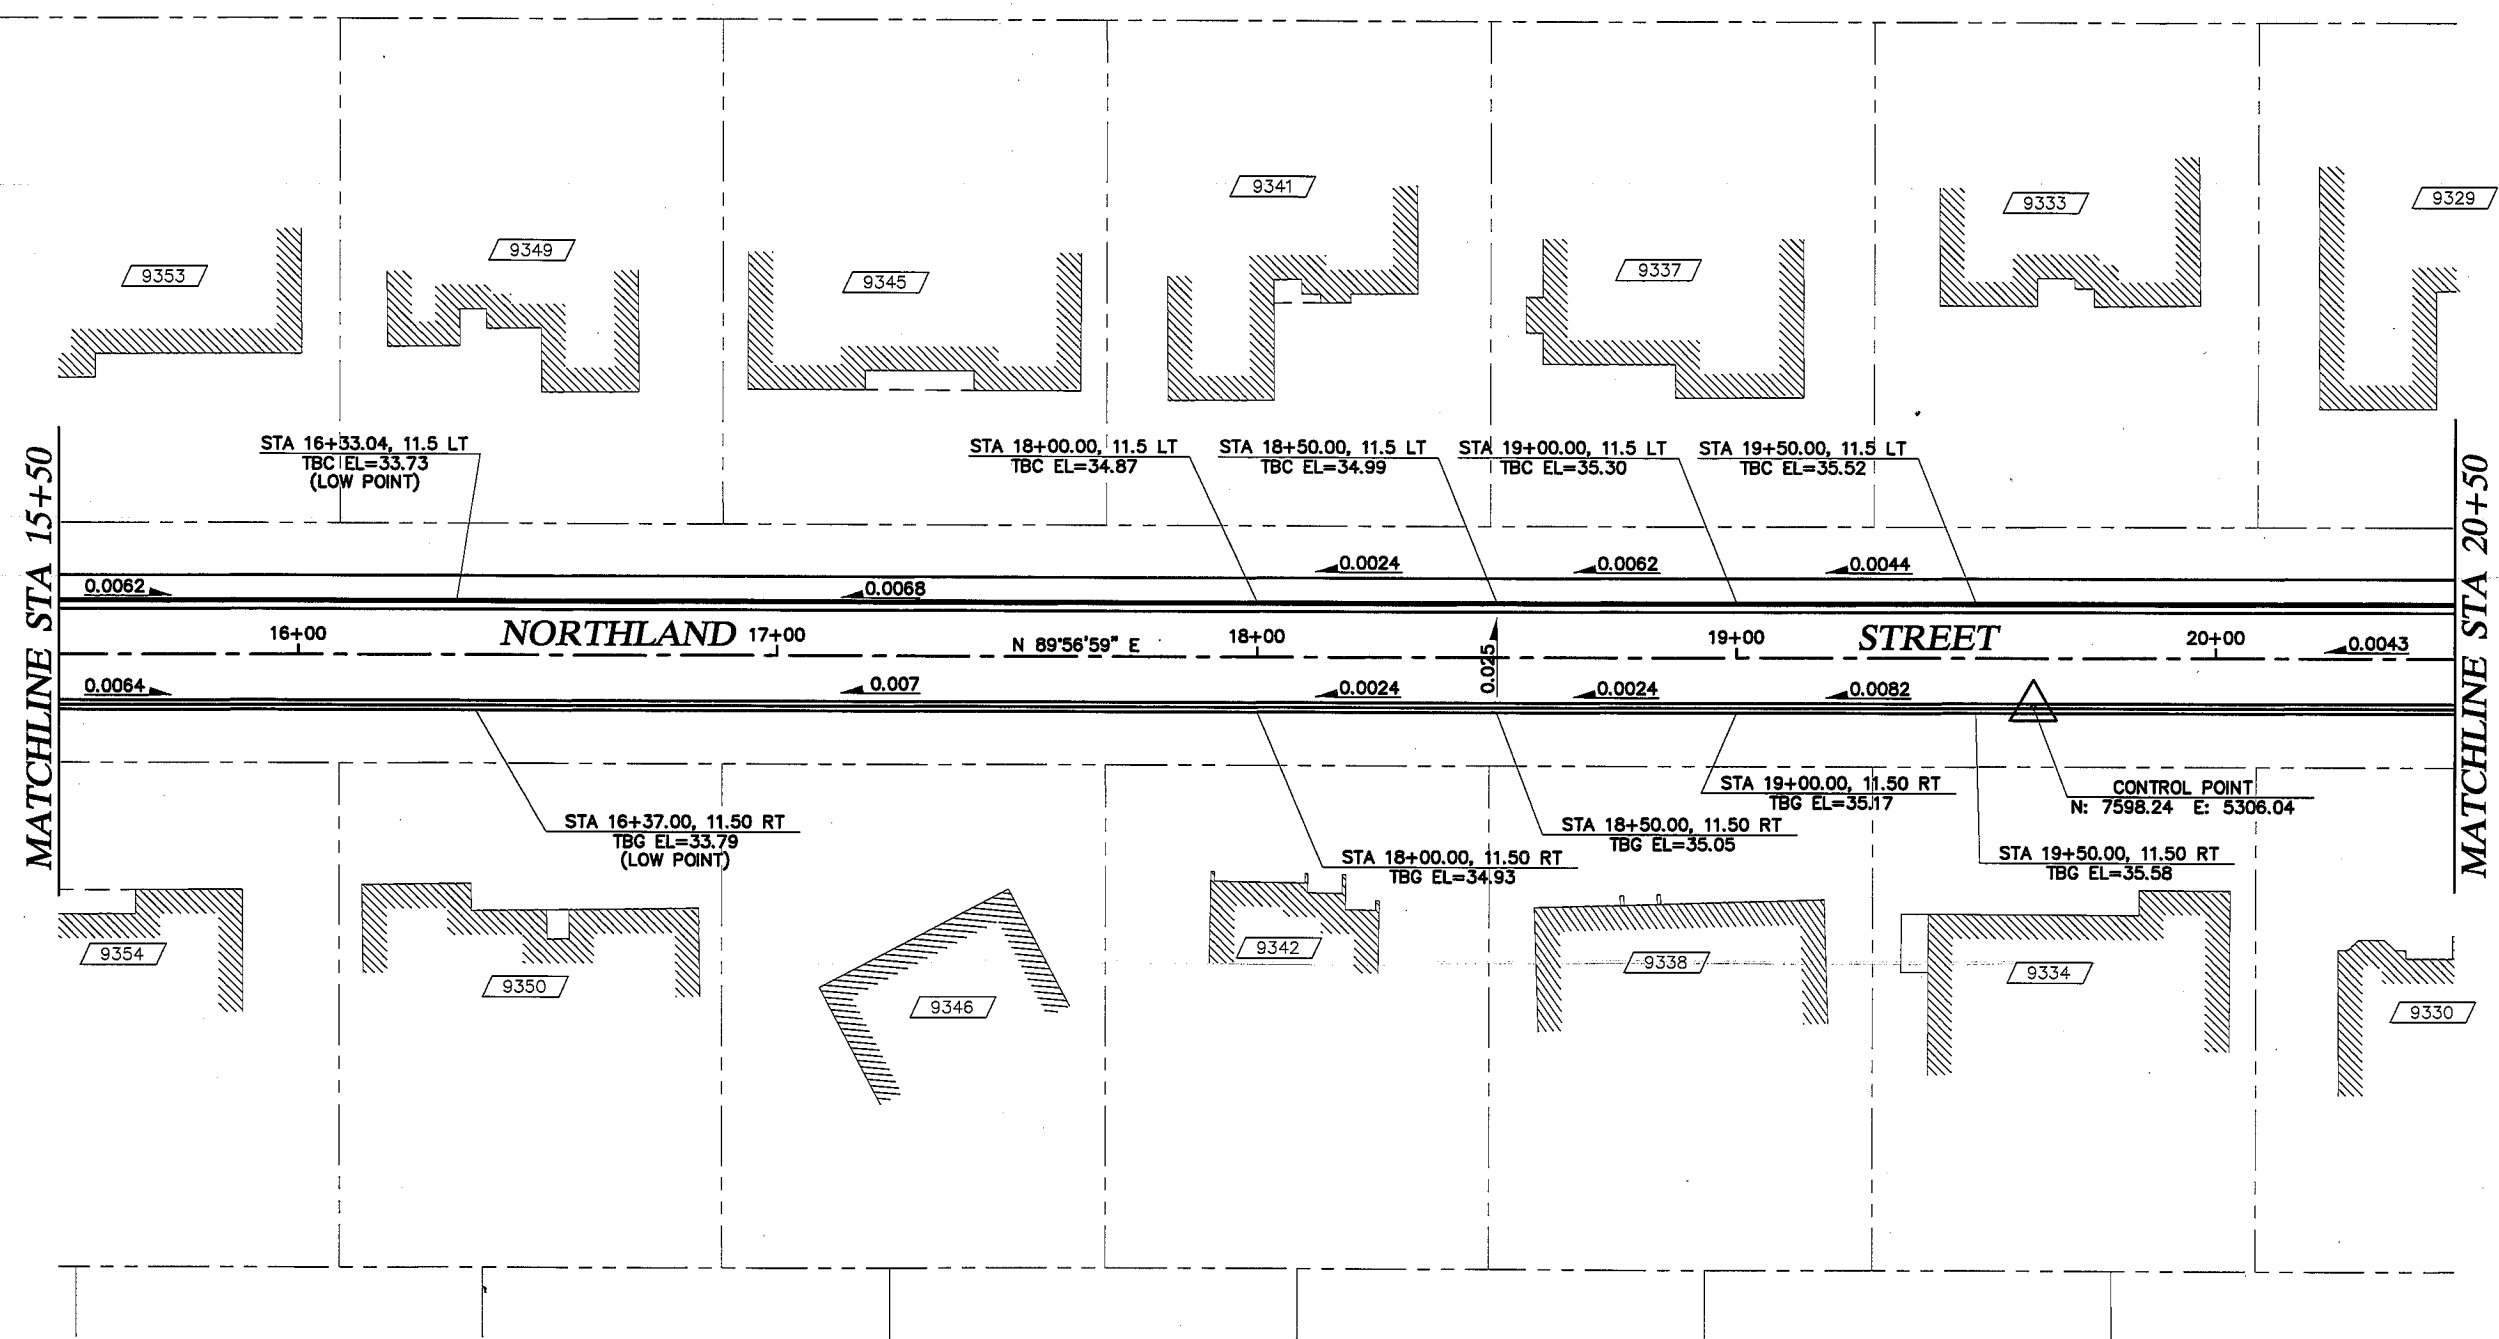 9341
9333
9329
9349
9353
9345
9337
STA 16+33.04, 11.5 LT
TBC EL=33.73
(LOW POINT)
STA 18+00.00, 11.5 LT
TBC EL=34.87
STA 18+50.00, 11.5 LT
TBC EL=34.99
STA 19+00.00, 11.5 LT
TBC EL=35.30
STA 19+50.00, 11.5 LT
TBC EL=35.52
MATCHLINE STA 15+50
MATCHLINE STA 20+50
0.0024
0.0062
0.0044
0.0062
0.0068
16+00
NORTHLAND
17+00
N 89°56'59" E
18+00
19+00
STREET
20+00
0.0043
0.025
0.0064
0.007
0.0024
0.0024
0.0082
STA 19+00.00, 11.50 RT
TBG EL=35.17
CONTROL POINT
N: 7598.24 E: 5306.04
STA 16+37.00, 11.50 RT
TBG EL=33.79
(LOW POINT)
STA 18+50.00, 11.50 RT
TBG EL=35.05
STA 18+00.00, 11.50 RT
TBG EL=34.93
STA 19+50.00, 11.50 RT
TBG EL=35.58
9354
9350
9346
9342
9338
9334
9330